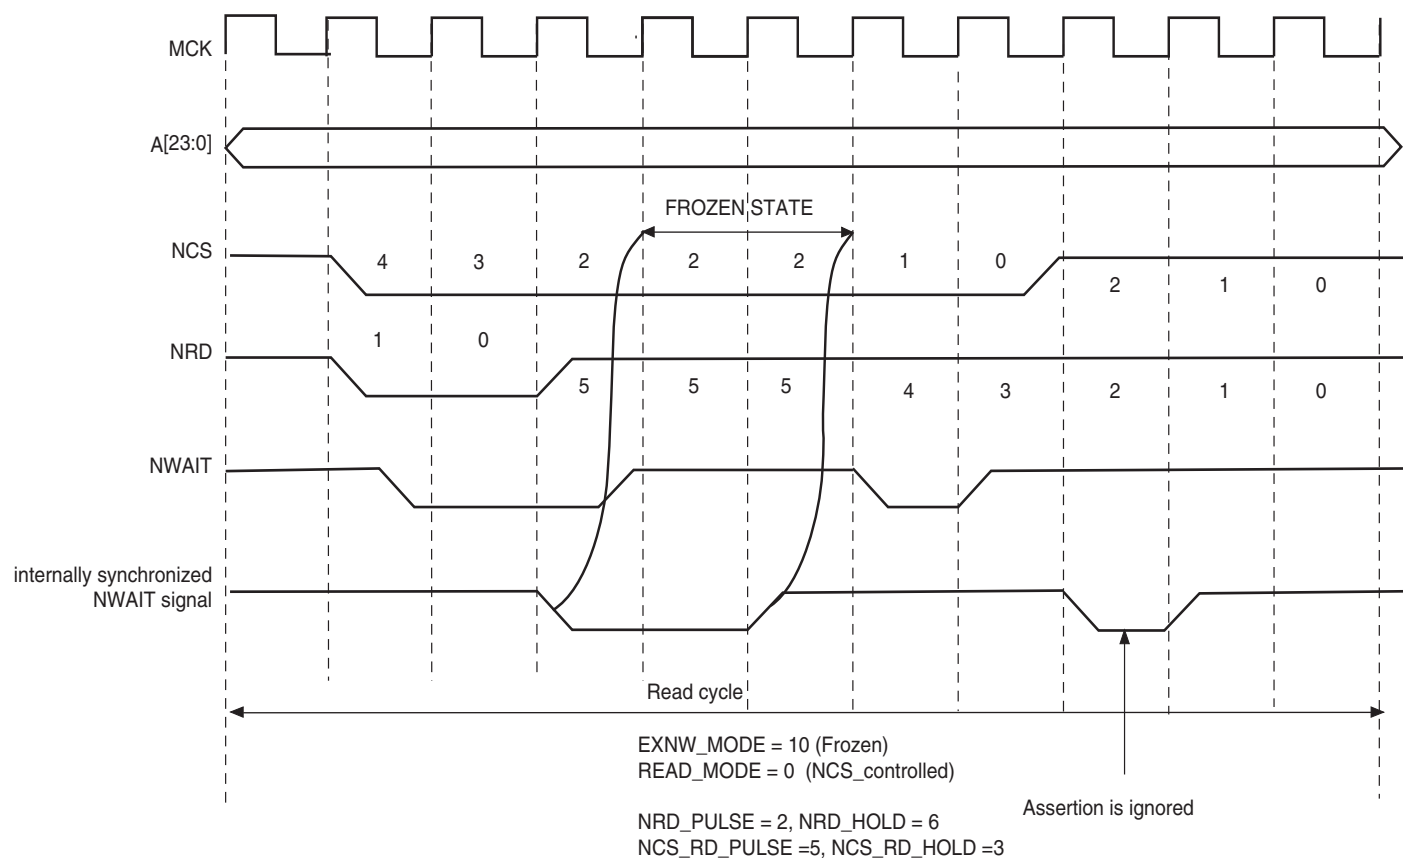 MCK
A[23:0]
FROZEN STATE
NCS
4 3 2 2 2 1 0
2 1 0
1 0
NRD
5 5 5 4 3 2 1 0
NWAIT
internally synchronized
NWAIT signal
Read cycle
EXNW_MODE = 10 (Frozen)
READ_MODE = 0 (NCS_controlled)
Assertion is ignored
NRD_PULSE = 2, NRD_HOLD = 6
NCS_RD_PULSE =5, NCS_RD_HOLD =3